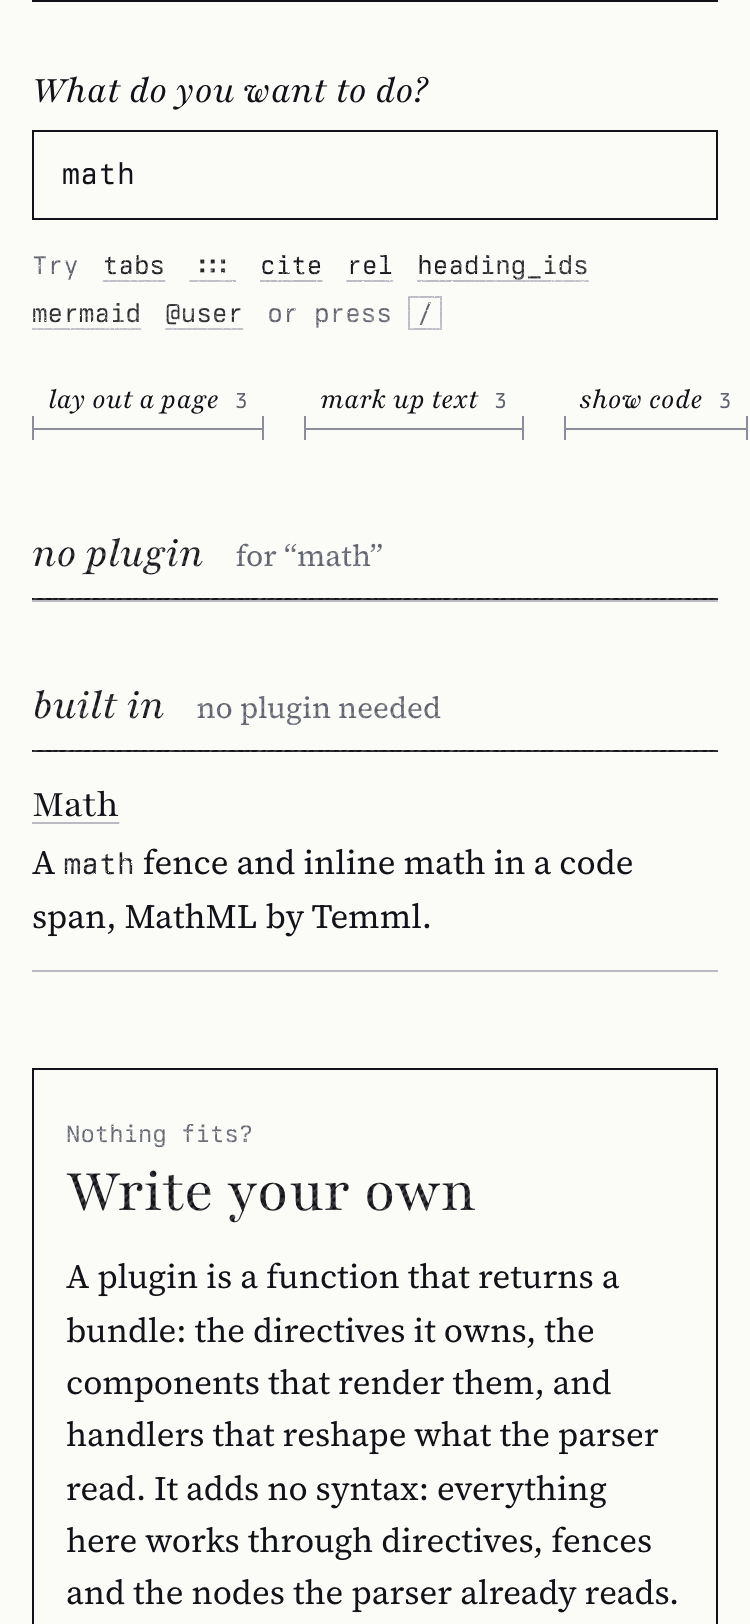 What do you want to do?
math
Try tabs ::: cite rel heading_ids
mermaid @user or press /
lay out a page 3 mark up text 3 show code 3
no plugin for “math”
built in no plugin needed
Math
A math fence and inline math in a code
span, MathML by Temml.
Nothing fits?
Write your own
A plugin is a function that returns a
bundle: the directives it owns, the
components that render them, and
handlers that reshape what the parser
read. It adds no syntax: everything
here works through directives, fences
and the nodes the parser already reads.